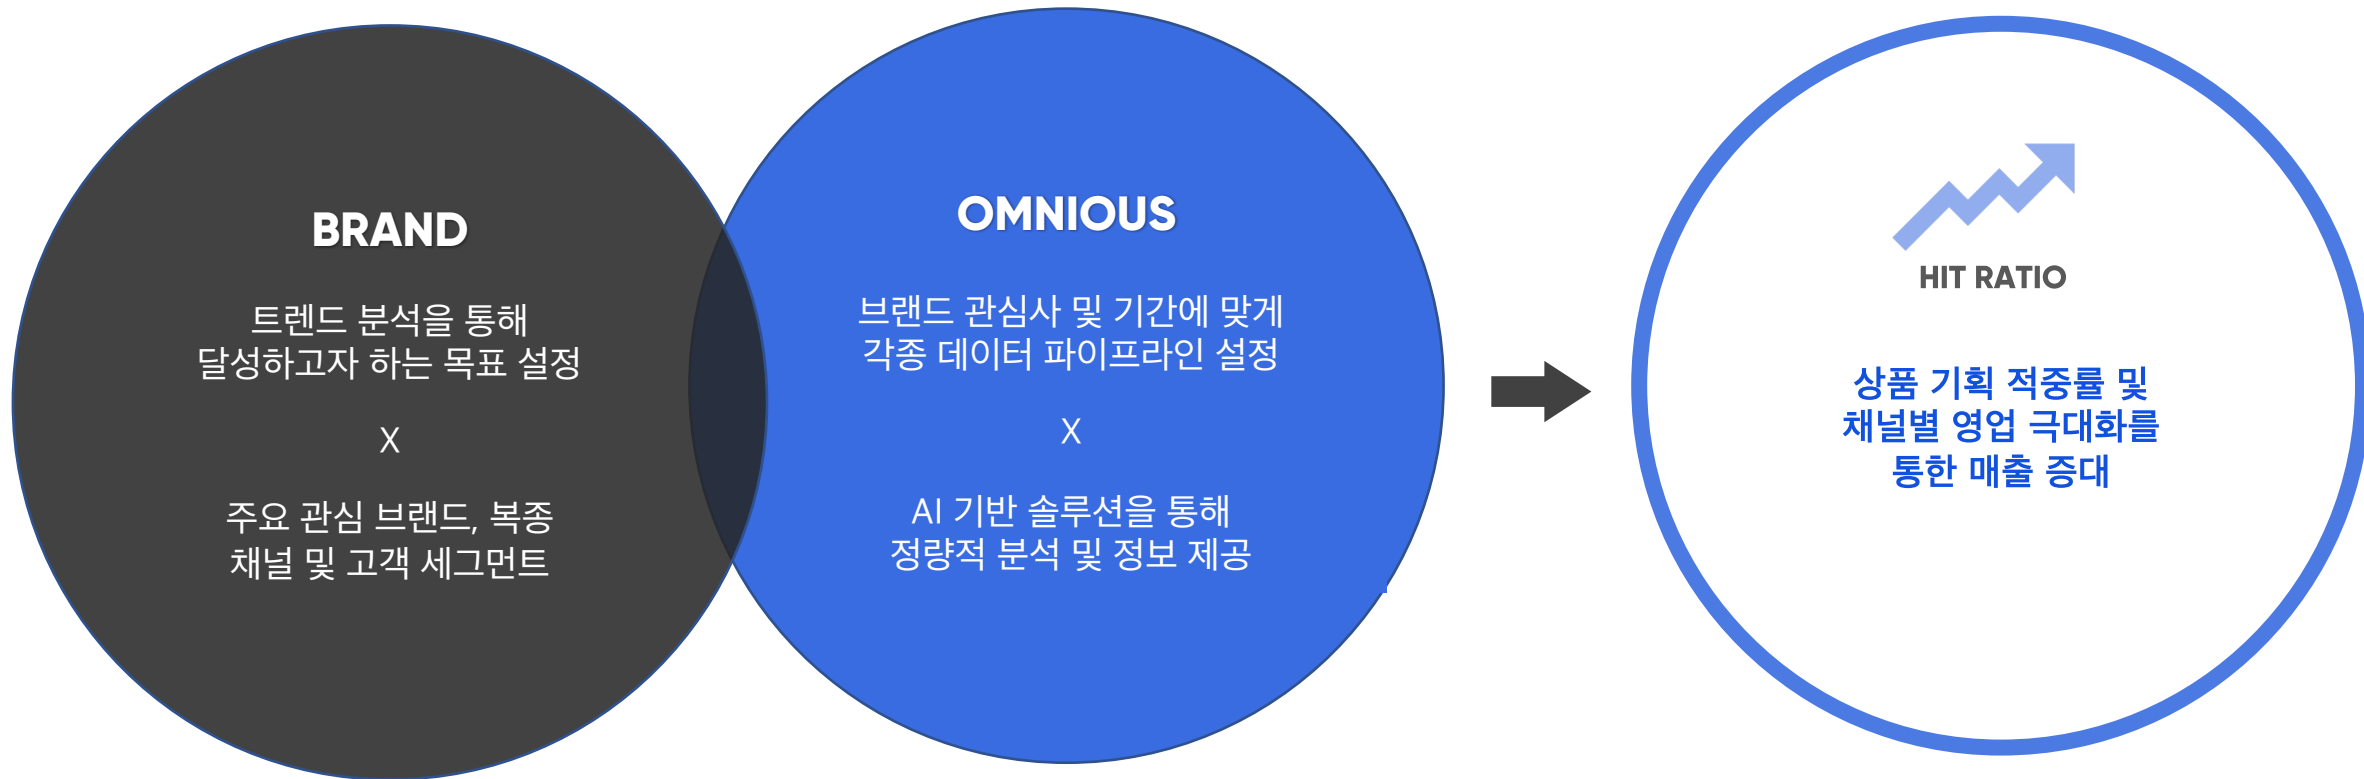 BRAND
트렌드 분석을 통해
달성하고자 하는 목표 설정
X
주요 관심 브랜드, 복종
채널 및 고객 세그먼트
OMNIOUS
브랜드 관심사 및 기간에 맞게
각종 데이터 파이프라인 설정
X
AI 기반 솔루션을 통해
정량적 분석 및 정보 제공
HIT RATIO
상품 기획 적중률 및
채널별 영업 극대화를
통한 매출 증대